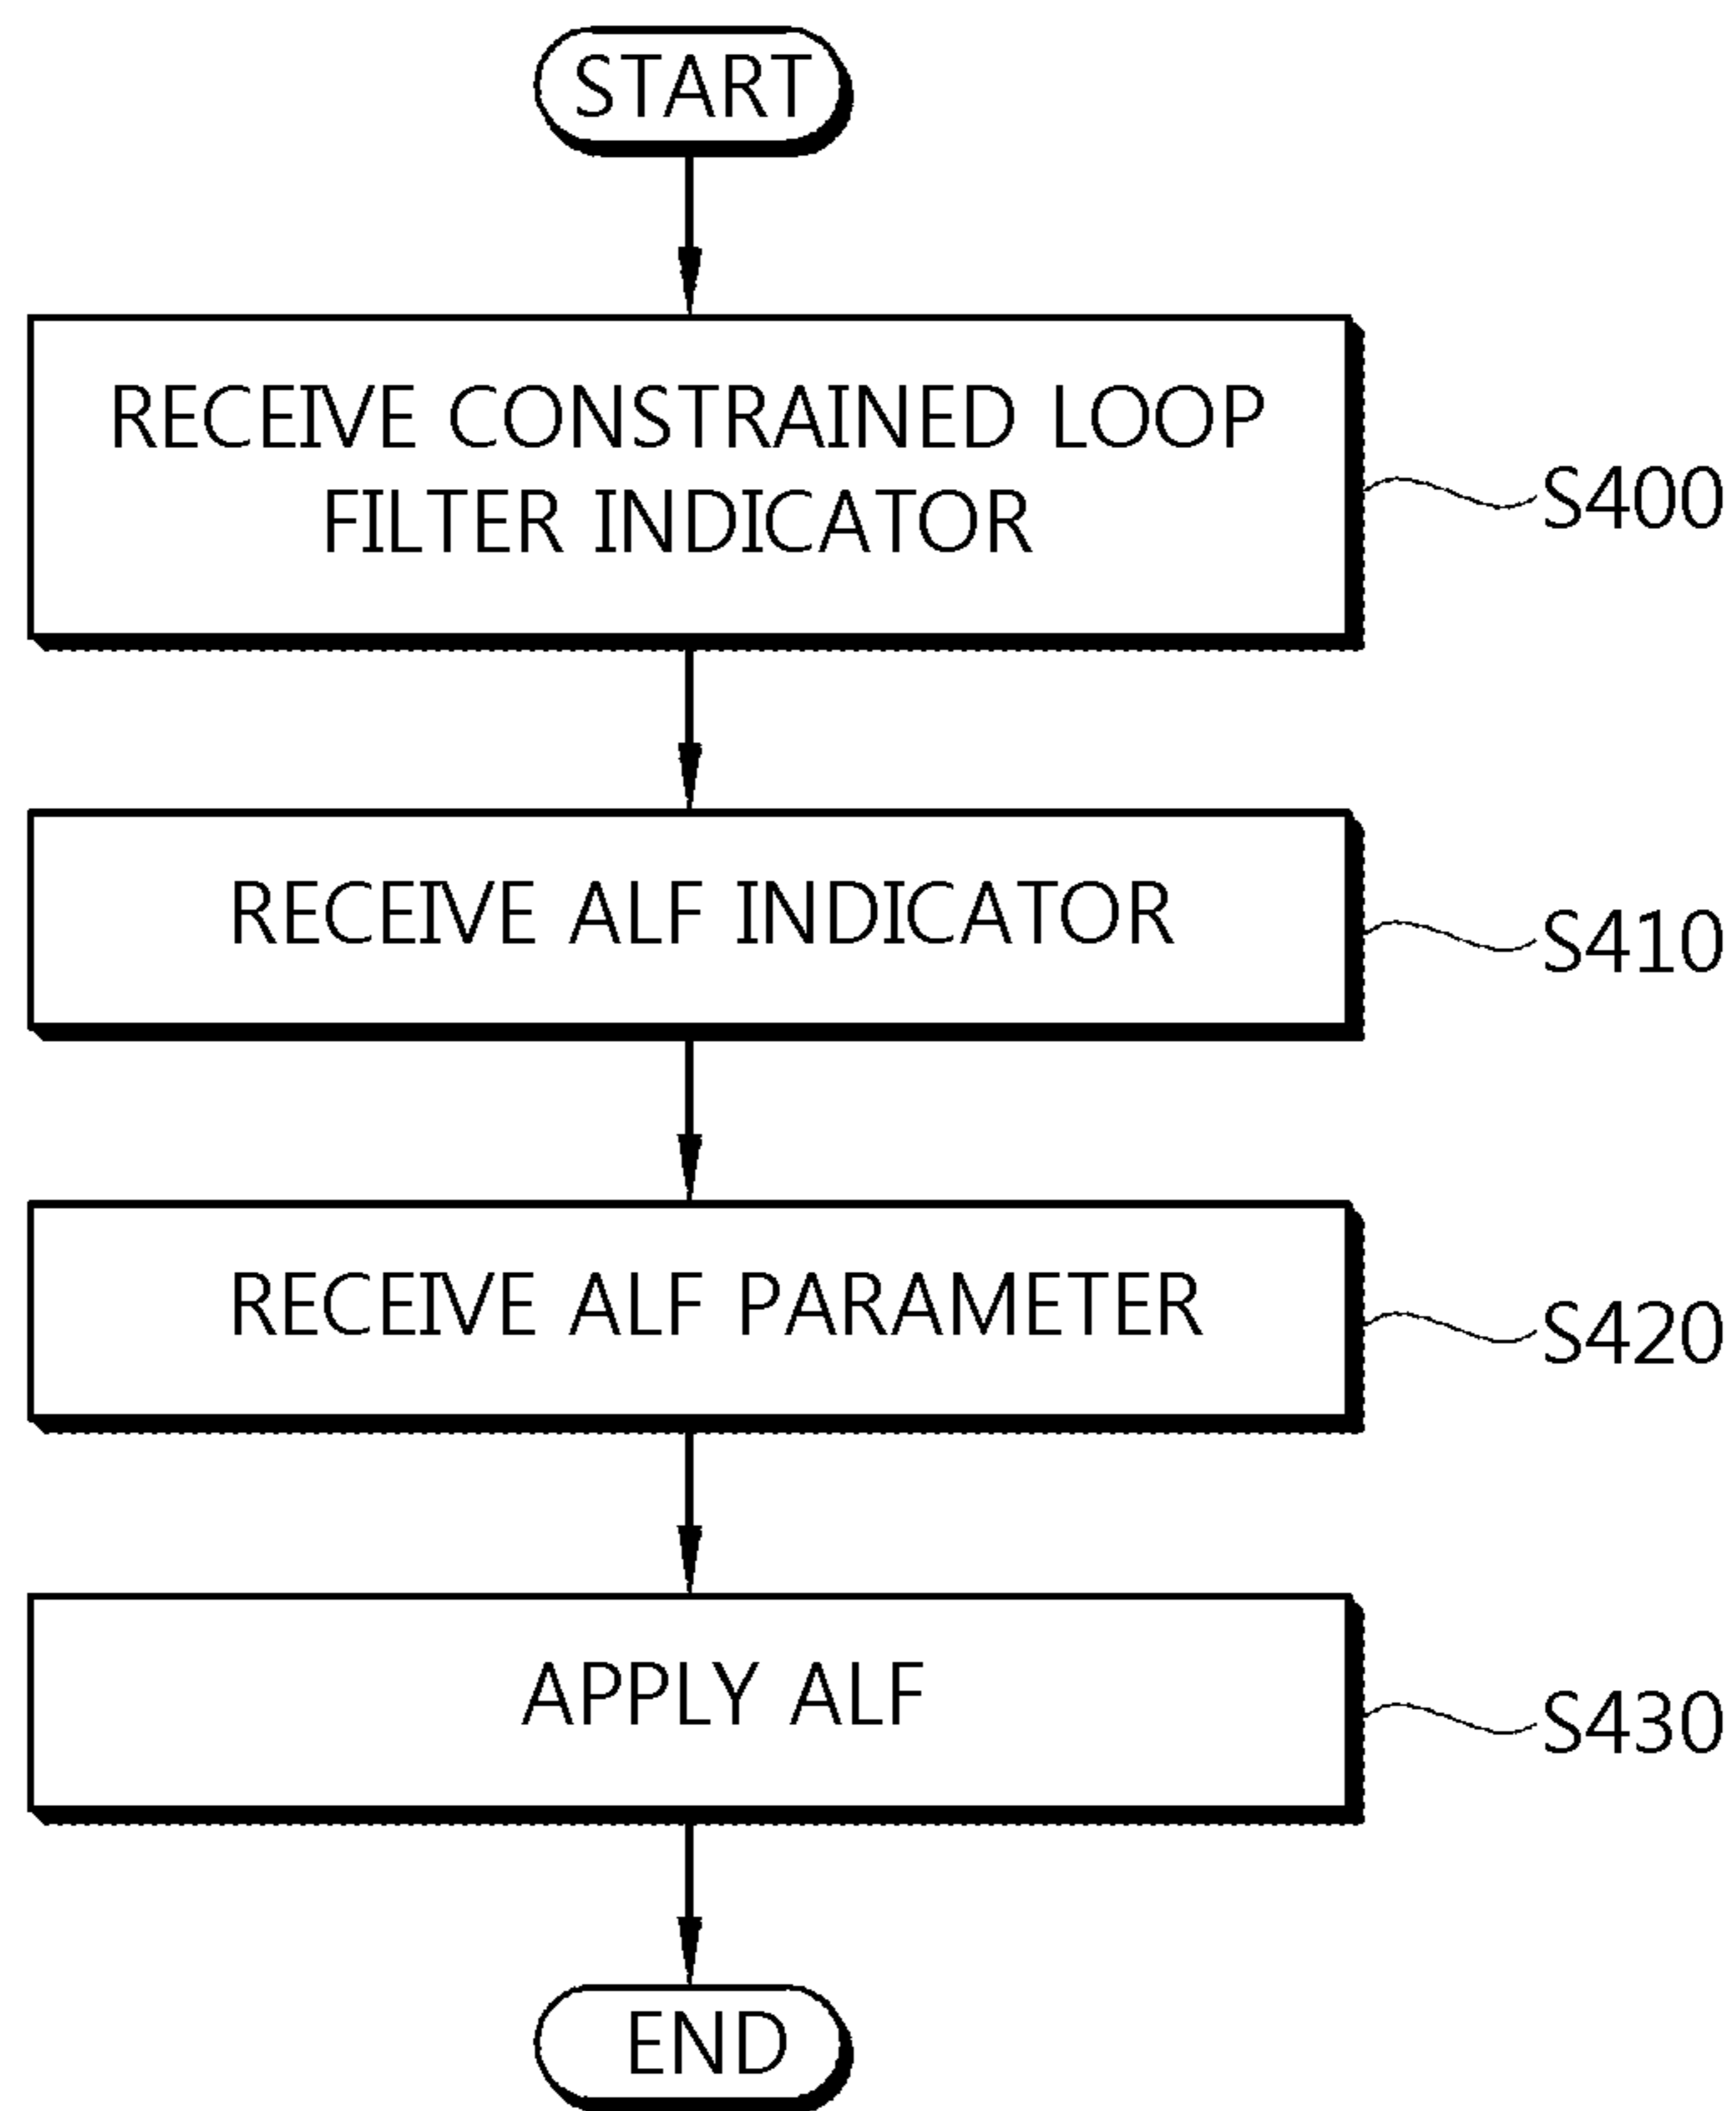 START
RECEIVE CONSTRAINED LOOP
FILTER INDICATOR
S400
RECEIVE ALF INDICATOR
S410
RECEIVE ALF PARAMETER
S420
APPLY ALF
S430
END